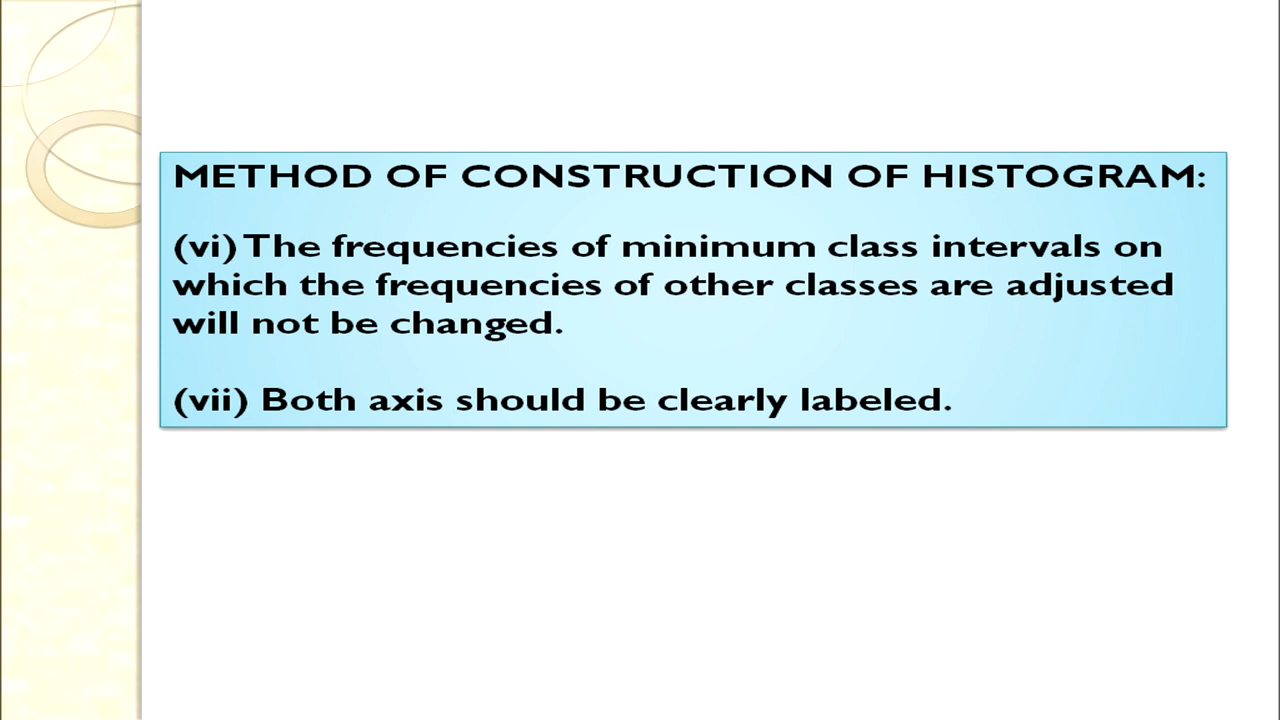 METHOD OF CONSTRUCTION OF HISTOGRAM:
(vi) The frequencies of minimum class intervals on
which the frequencies of other classes are adjusted
will not be changed.
(vii) Both axis should be clearly labeled.